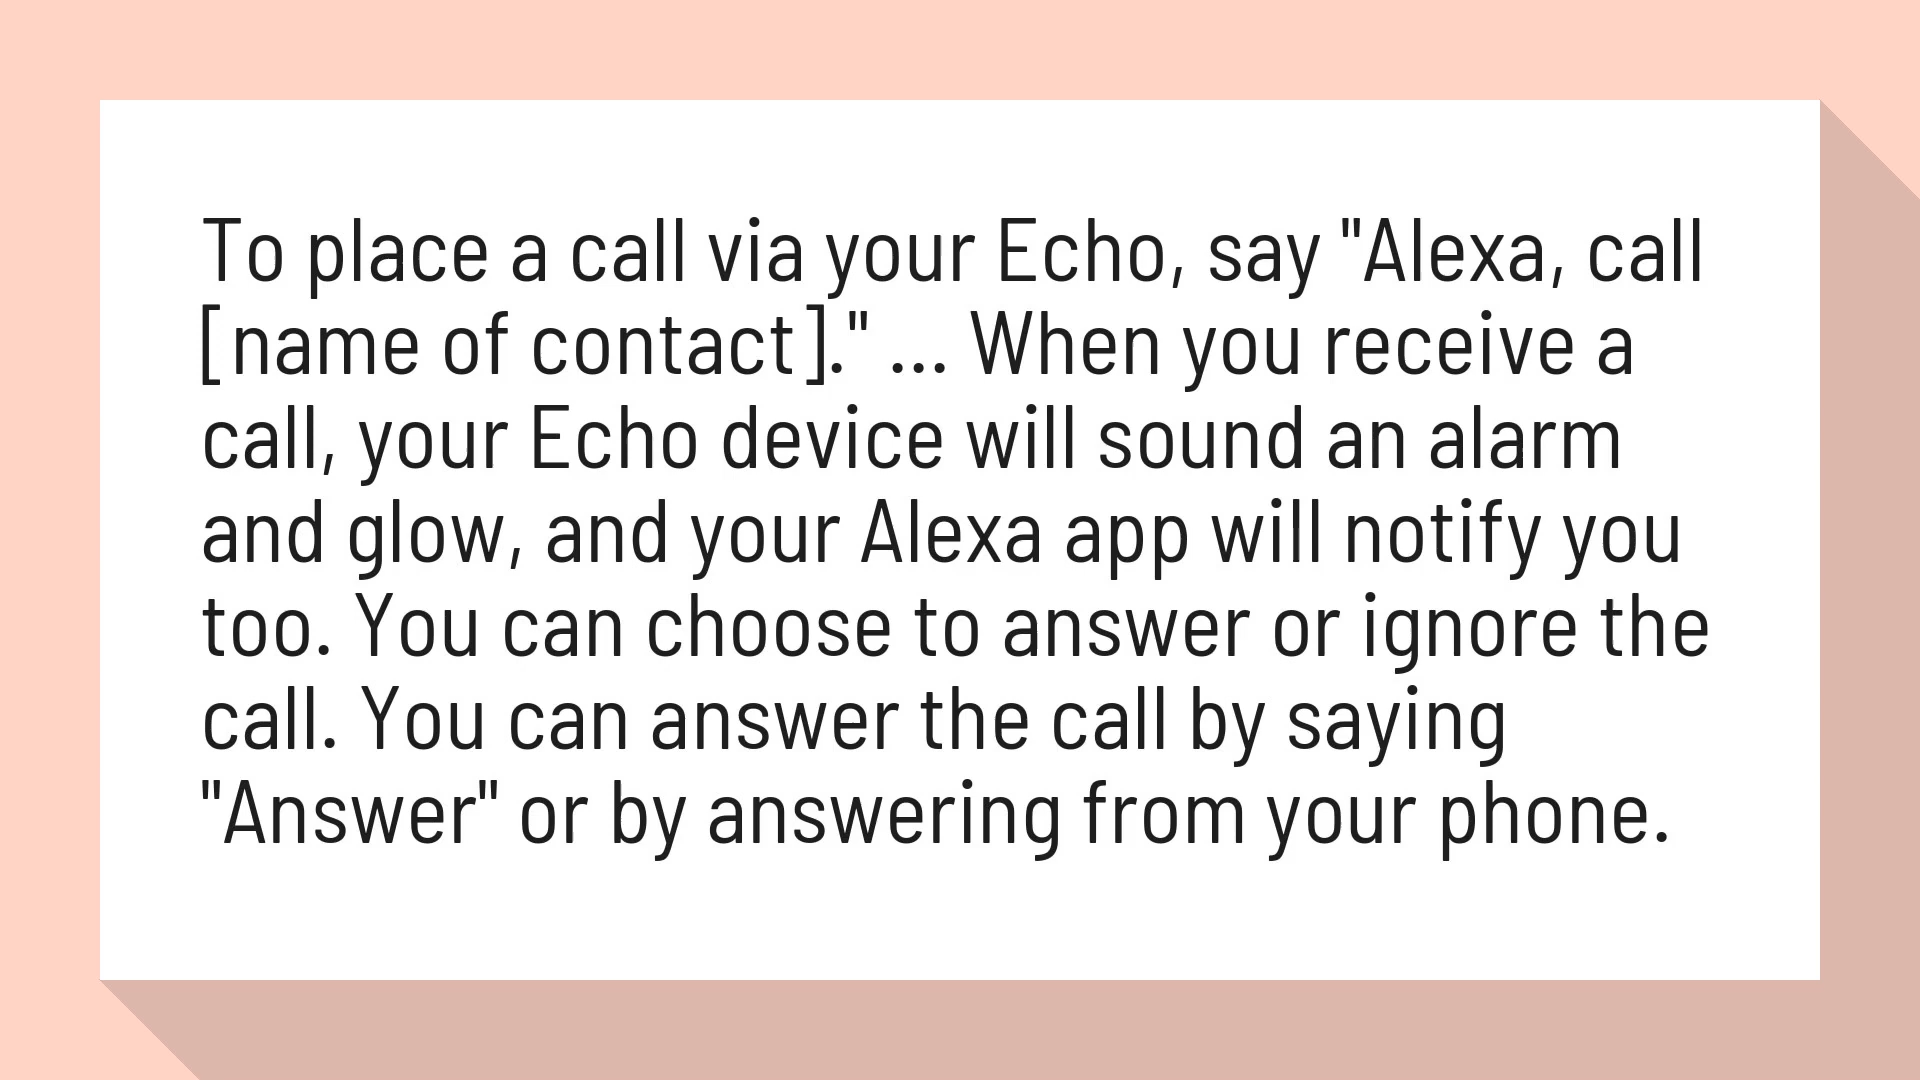 To place a call via your Echo, say "Alexa, call
[name of contact]." ... When you receive a
call, your Echo device will sound an alarm
and glow, and your Alexa app will notify you
too. You can choose to answer or ignore the
call. You can answer the call by saying
"Answer" or by answering from your phone.